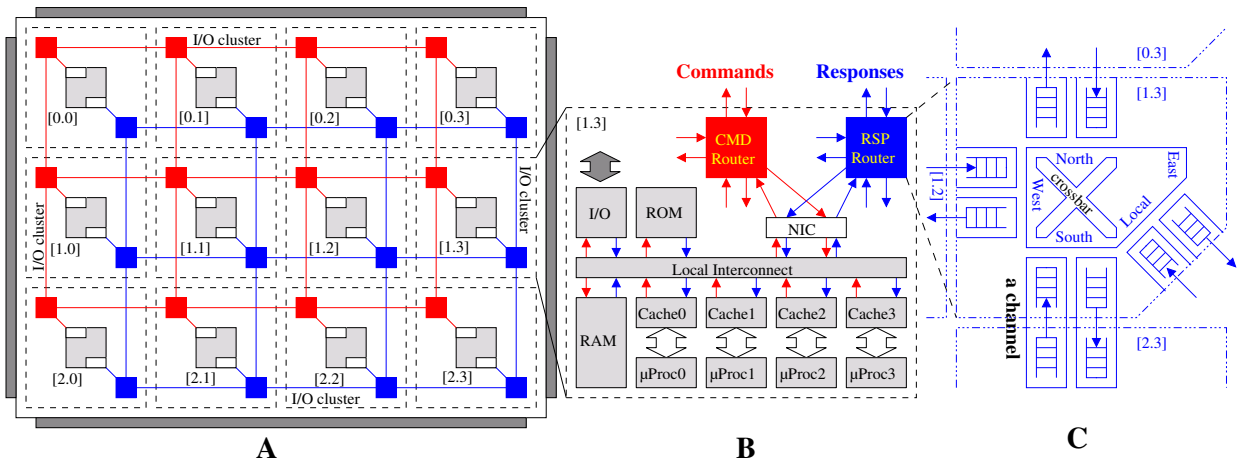 I/O cluster
[0.0]
[0.1]
[0.2]
[0.3]
I/O cluster
I/O cluster
[1.0]
[1.1]
[1.2]
[1.3]
[2.0]
[2.1]
[2.2]
[2.3]
I/O cluster
A
Commands
Responses
[1.3]
CMD
Router
RSP
Router
I/O
ROM
NIC
Local Interconnect
RAM
Cache0
Cache1
Cache2
Cache3
μProc0
μProc1
μProc2
μProc3
B
[0.3]
[1.3]
[1.2]
North
East
West
crossbar
Local
South
a channel
[2.3]
C